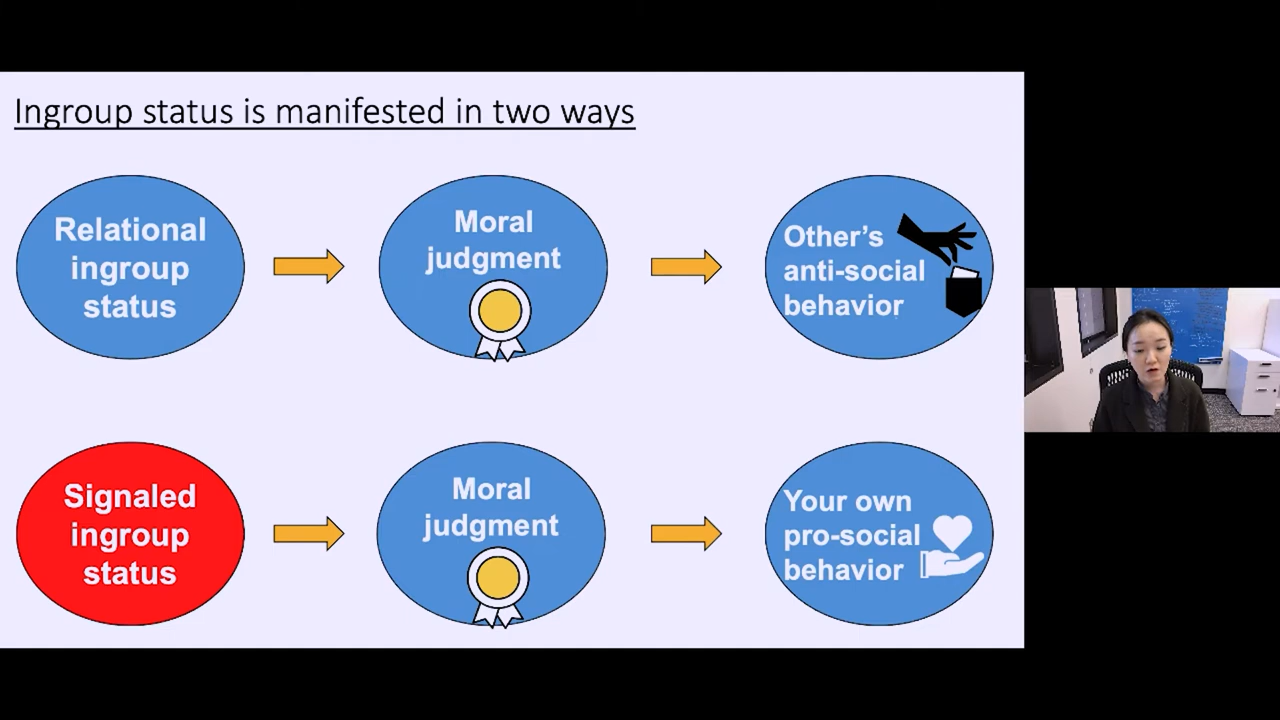 Ingroup status is manifested in two ways
Relational
ingroup
status
Moral
judgment
Other's
anti-social
behavior
Signaled
ingroup
status
Moral
judgment
Your own
pro-social
behavior